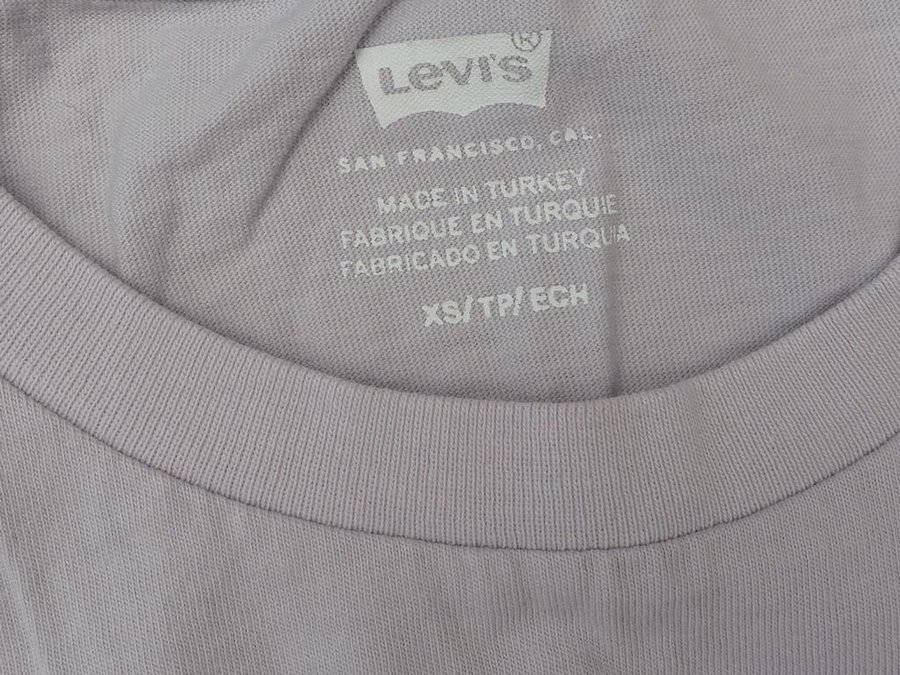 Levi's®
SAN FRANCISCO, CAL.
MADE IN TURKEY
FABRIQUE EN TURQUIE
FABRICADO EN TURQUIA
XS/TP/ECH